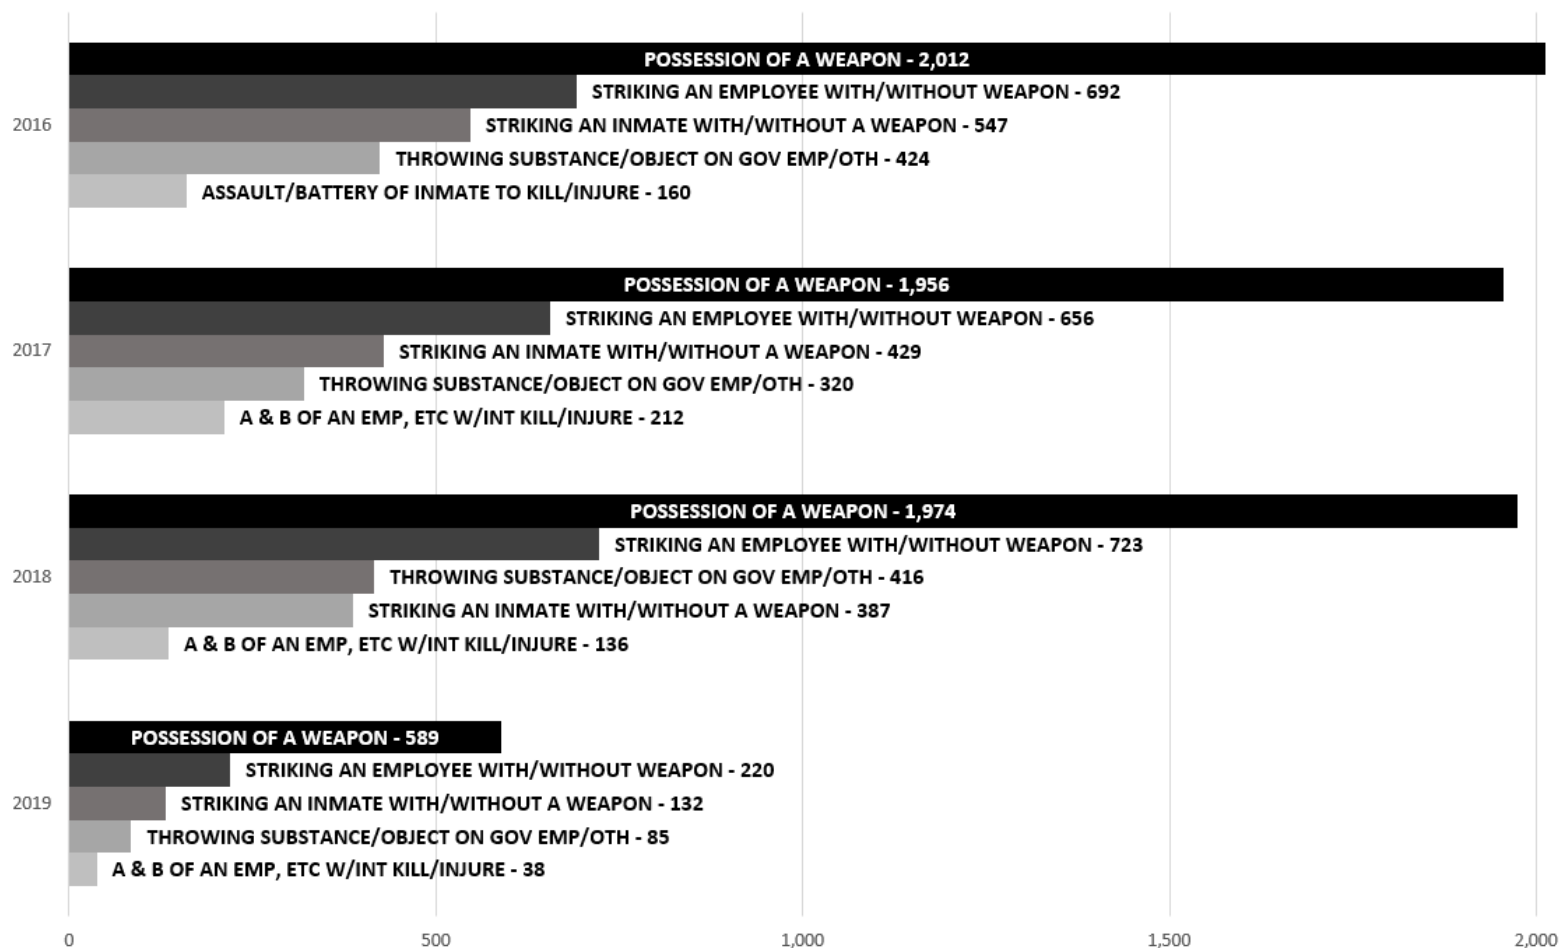 POSSESSION OF A WEAPON - 2,012
STRIKING AN EMPLOYEE WITH/WITHOUT WEAPON - 692
2016
STRIKING AN INMATE WITH/WITHOUT A WEAPON - 547
THROWING SUBSTANCE/OBJECT ON GOV EMP/OTH - 424
ASSAULT/BATTERY OF INMATE TO KILL/INJURE - 160
POSSESSION OF A WEAPON - 1,956
STRIKING AN EMPLOYEE WITH/WITHOUT WEAPON - 656
2017
STRIKING AN INMATE WITH/WITHOUT A WEAPON - 429
THROWING SUBSTANCE/OBJECT ON GOV EMP/OTH - 320
A & B OF AN EMP, ETC W/INT KILL/INJURE - 212
POSSESSION OF A WEAPON - 1,974
STRIKING AN EMPLOYEE WITH/WITHOUT WEAPON - 723
2018
THROWING SUBSTANCE/OBJECT ON GOV EMP/OTH - 416
STRIKING AN INMATE WITH/WITHOUT A WEAPON - 387
A & B OF AN EMP, ETC W/INT KILL/INJURE - 136
POSSESSION OF A WEAPON - 589
STRIKING AN EMPLOYEE WITH/WITHOUT WEAPON - 220
2019
STRIKING AN INMATE WITH/WITHOUT A WEAPON - 132
THROWING SUBSTANCE/OBJECT ON GOV EMP/OTH - 85
A & B OF AN EMP, ETC W/INT KILL/INJURE - 38
0 500 1,000 1,500 2,000